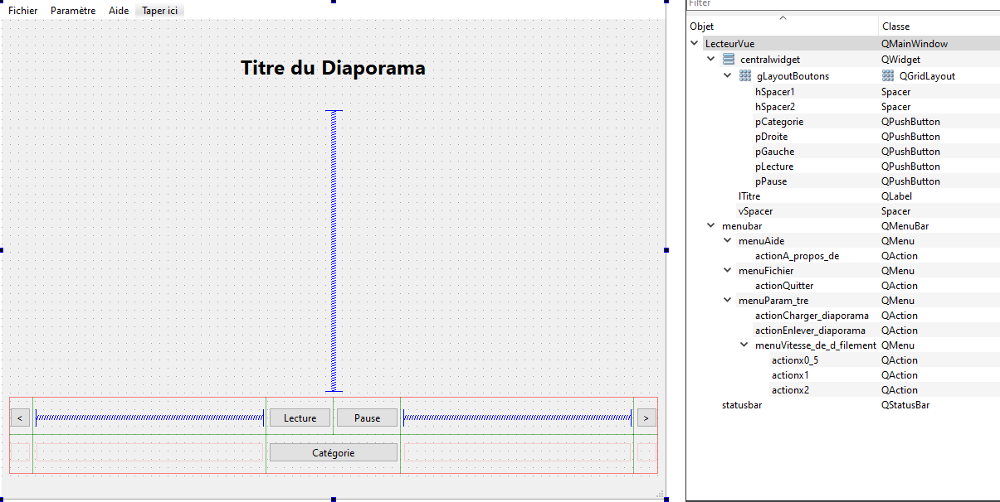 Fichier Paramètre Aide Taper ici
Titre du Diaporama
< Lecture Pause >
Catégorie
Filter
Objet Classe
LecteurVue QMainWindow
centralwidget QWidget
gLayoutBoutons QGridLayout
hSpacer1 Spacer
hSpacer2 Spacer
pCategorie QPushButton
pDroite QPushButton
pGauche QPushButton
pLecture QPushButton
pPause QPushButton
lTitre QLabel
vSpacer Spacer
menubar QMenuBar
menuAide QMenu
actionA_propos_de QAction
menuFichier QMenu
actionQuitter QAction
menuParam_tre QMenu
actionCharger_diaporama QAction
actionEnlever_diaporama QAction
menuVitesse_de_d_filement QMenu
actionx0_5 QAction
actionx1 QAction
actionx2 QAction
statusbar QStatusBar